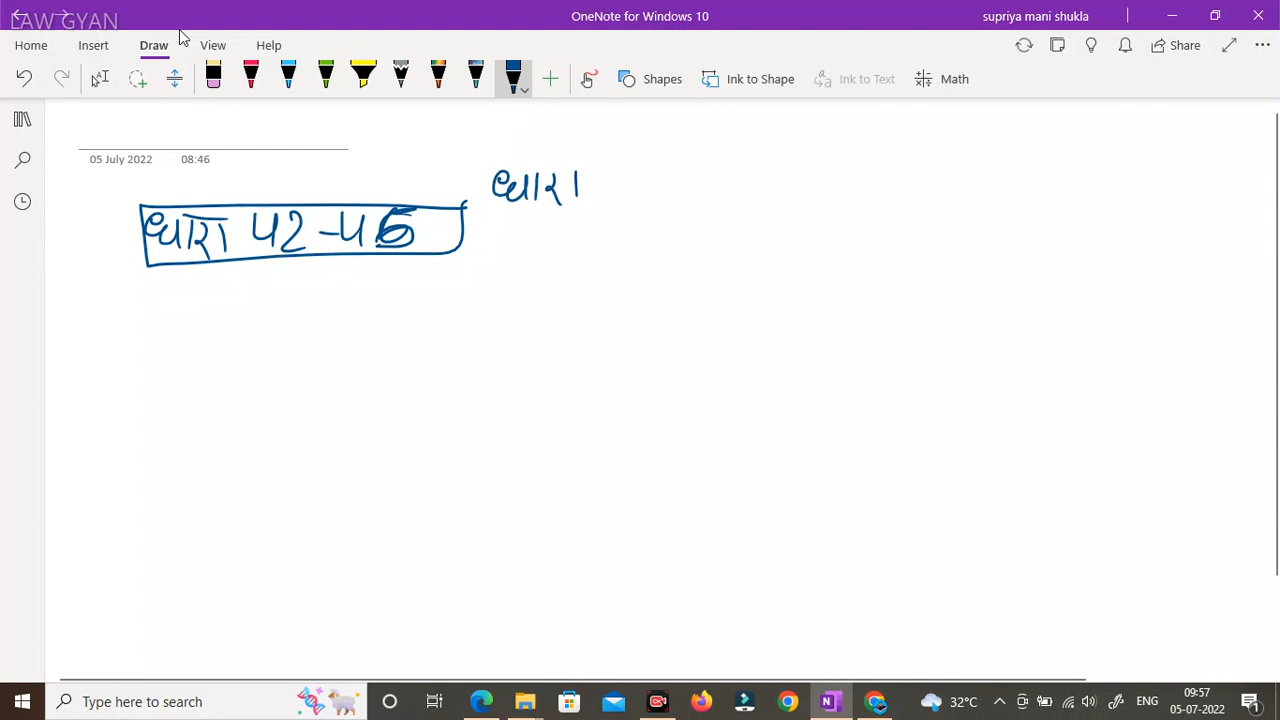 LAW GYAN
OneNote for Windows 10
supriya mani shukla
Home Insert Draw View Help
Share
Shapes Ink to Shape Ink to Text Math
05 July 2022 08:46
धारा
धारा 42-46
Type here to search
32°C ENG 09:57
05-07-2022